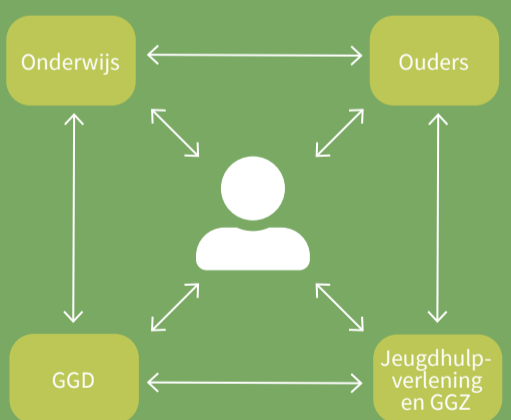 Onderwijs
Ouders
GGD
Jeugdhulp-
verlening
en GGZ